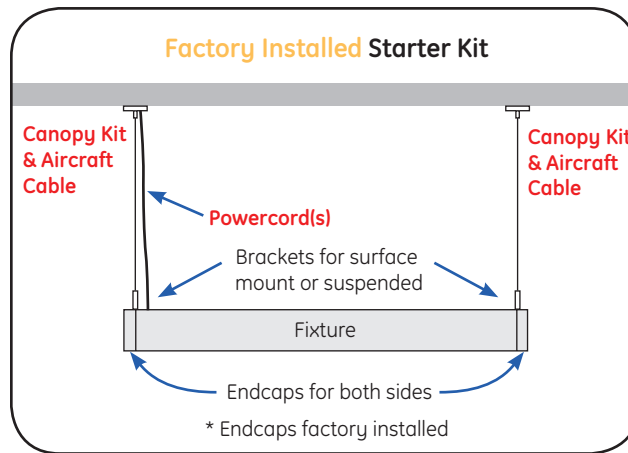 Factory Installed Starter Kit
Canopy Kit
& Aircraft
Cable
Canopy Kit
& Aircraft
Cable
Powercord(s)
Brackets for surface
mount or suspended
Fixture
Endcaps for both sides
* Endcaps factory installed